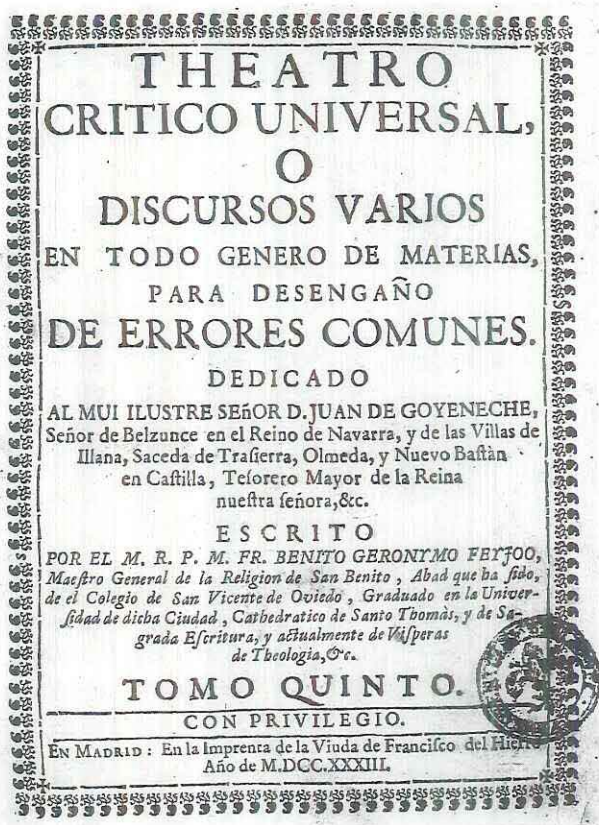 THEATRO
CRITICO UNIVERSAL,
O
DISCURSOS VARIOS
EN TODO GENERO DE MATERIAS,
PARA DESENGAÑO
DE ERRORES COMUNES.
DEDICADO
AL MUI ILUSTRE SEñOR D. JUAN DE GOYENECHE,
Señor de Belzunce en el Reino de Navarra, y de las Villas de
Illana, Saceda de Traſierra, Olmeda, y Nuevo Baſtàn
en Caſtilla, Teſorero Mayor de la Reina
nueſtra ſeñora, &c.
ESCRITO
POR EL M. R. P. M. FR. BENITO GERONYMO FEYJOO,
Maeſtro General de la Religion de San Benito, Abad que ha ſido,
de el Colegio de San Vicente de Oviedo, Graduado en la Univer-
ſidad de dicha Ciudad, Cathedratico de Santo Thomàs, y de Sa-
grada Eſcritura, y actualmente de Viſperas
de Theologia, &c.
TOMO QUINTO.
CON PRIVILEGIO.
EN MADRID: En la Imprenta de la Viuda de Franciſco del Hierro
Año de M.DCC.XXXIII.